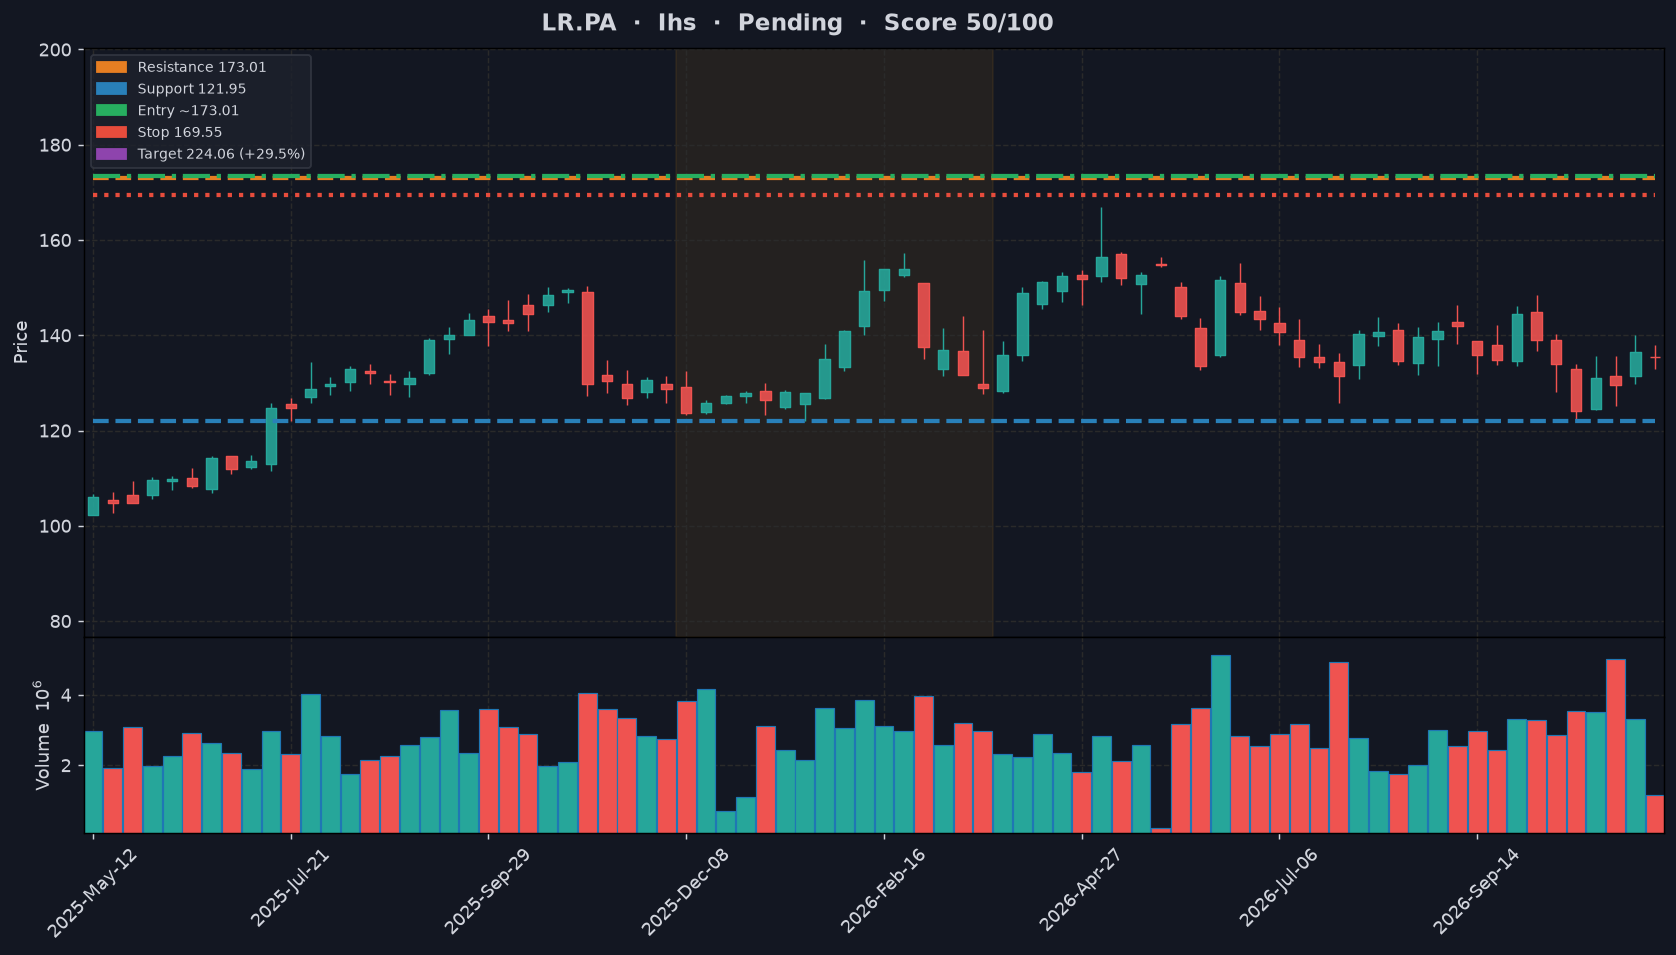 LR.PA · Ihs · Pending · Score 50/100
Resistance 173.01
Support 121.95
Entry ~173.01
Stop 169.55
Target 224.06 (+29.5%)
200
180
160
140
120
100
80
Price
4
2
Volume 10⁶
2025-May-12
2025-Jul-21
2025-Sep-29
2025-Dec-08
2026-Feb-16
2026-Apr-27
2026-Jul-06
2026-Sep-14